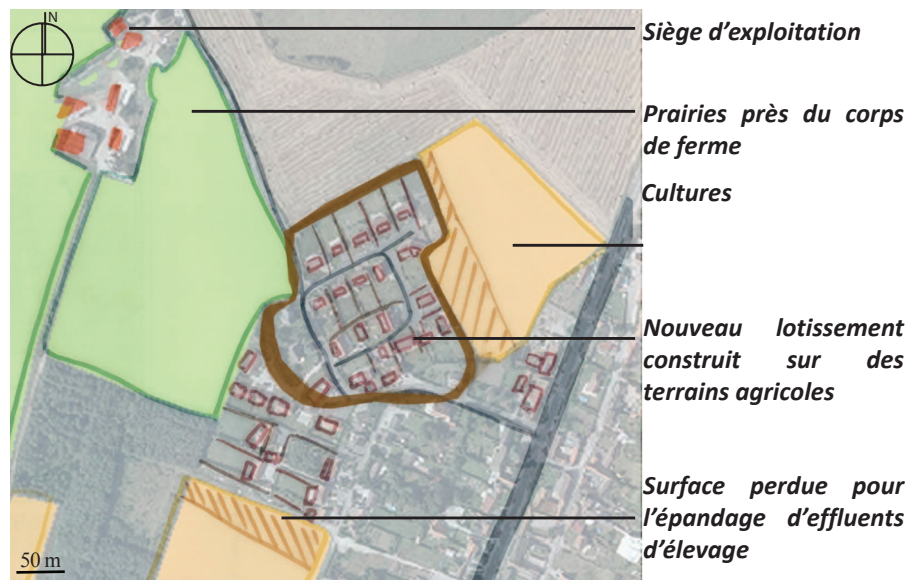 N
Siège d'exploitation
Prairies près du corps
de ferme
Cultures
Nouveau lotissement
construit sur des
terrains agricoles
Surface perdue pour
l'épandage d'effluents
d'élevage
50 m